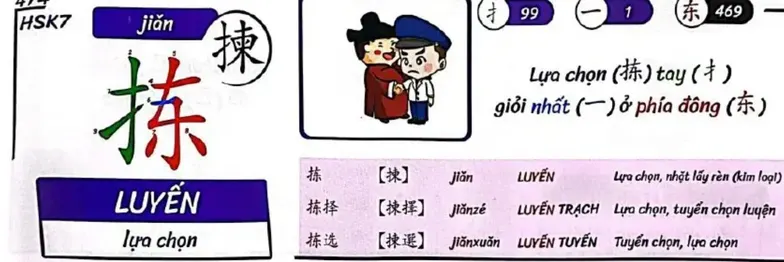 474
HSK7
jiǎn
揀
拣
LUYẾN
lựa chọn
扌 99
一 1
东 469
Lựa chọn (拣) tay (扌)
giỏi nhất (一) ở phía đông (东)
拣 【揀】 jiǎn LUYẾN Lựa chọn, nhặt lấy rèn (kim loại)
拣择 【揀擇】 jiǎnzé LUYẾN TRẠCH Lựa chọn, tuyển chọn luyện
拣选 【揀選】 jiǎnxuǎn LUYẾN TUYỂN Tuyển chọn, lựa chọn